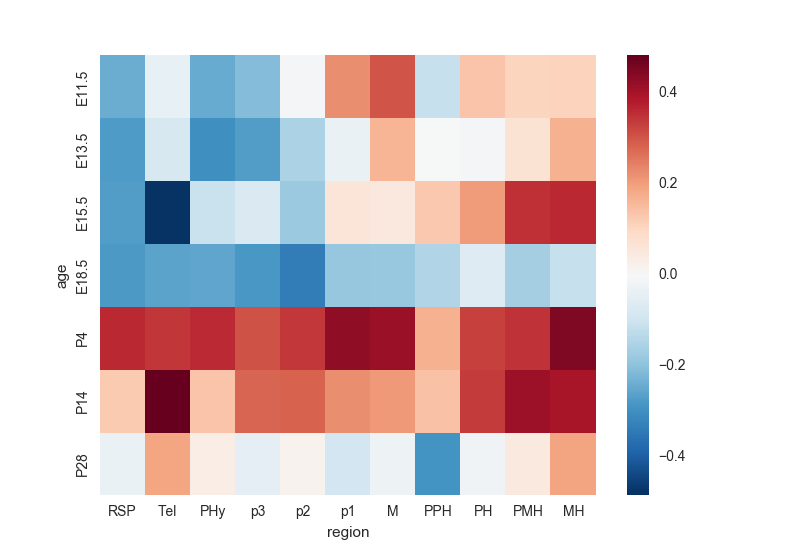 E11.5
E13.5
E15.5
E18.5
P4
P14
P28
age
RSP Tel PHy p3 p2 p1 M PPH PH PMH MH
region
0.4
0.2
0.0
−0.2
−0.4